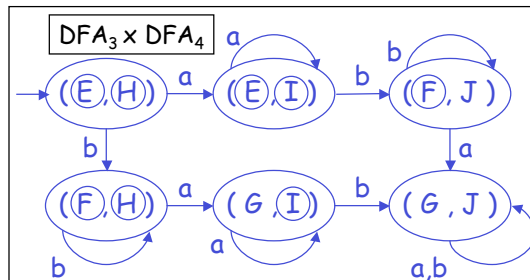 DFA3 x DFA4
a
b
(E,H) a (E,I) b (F,J)
b
a
(F,H) a (G,I) b (G,J)
b
a
a,b